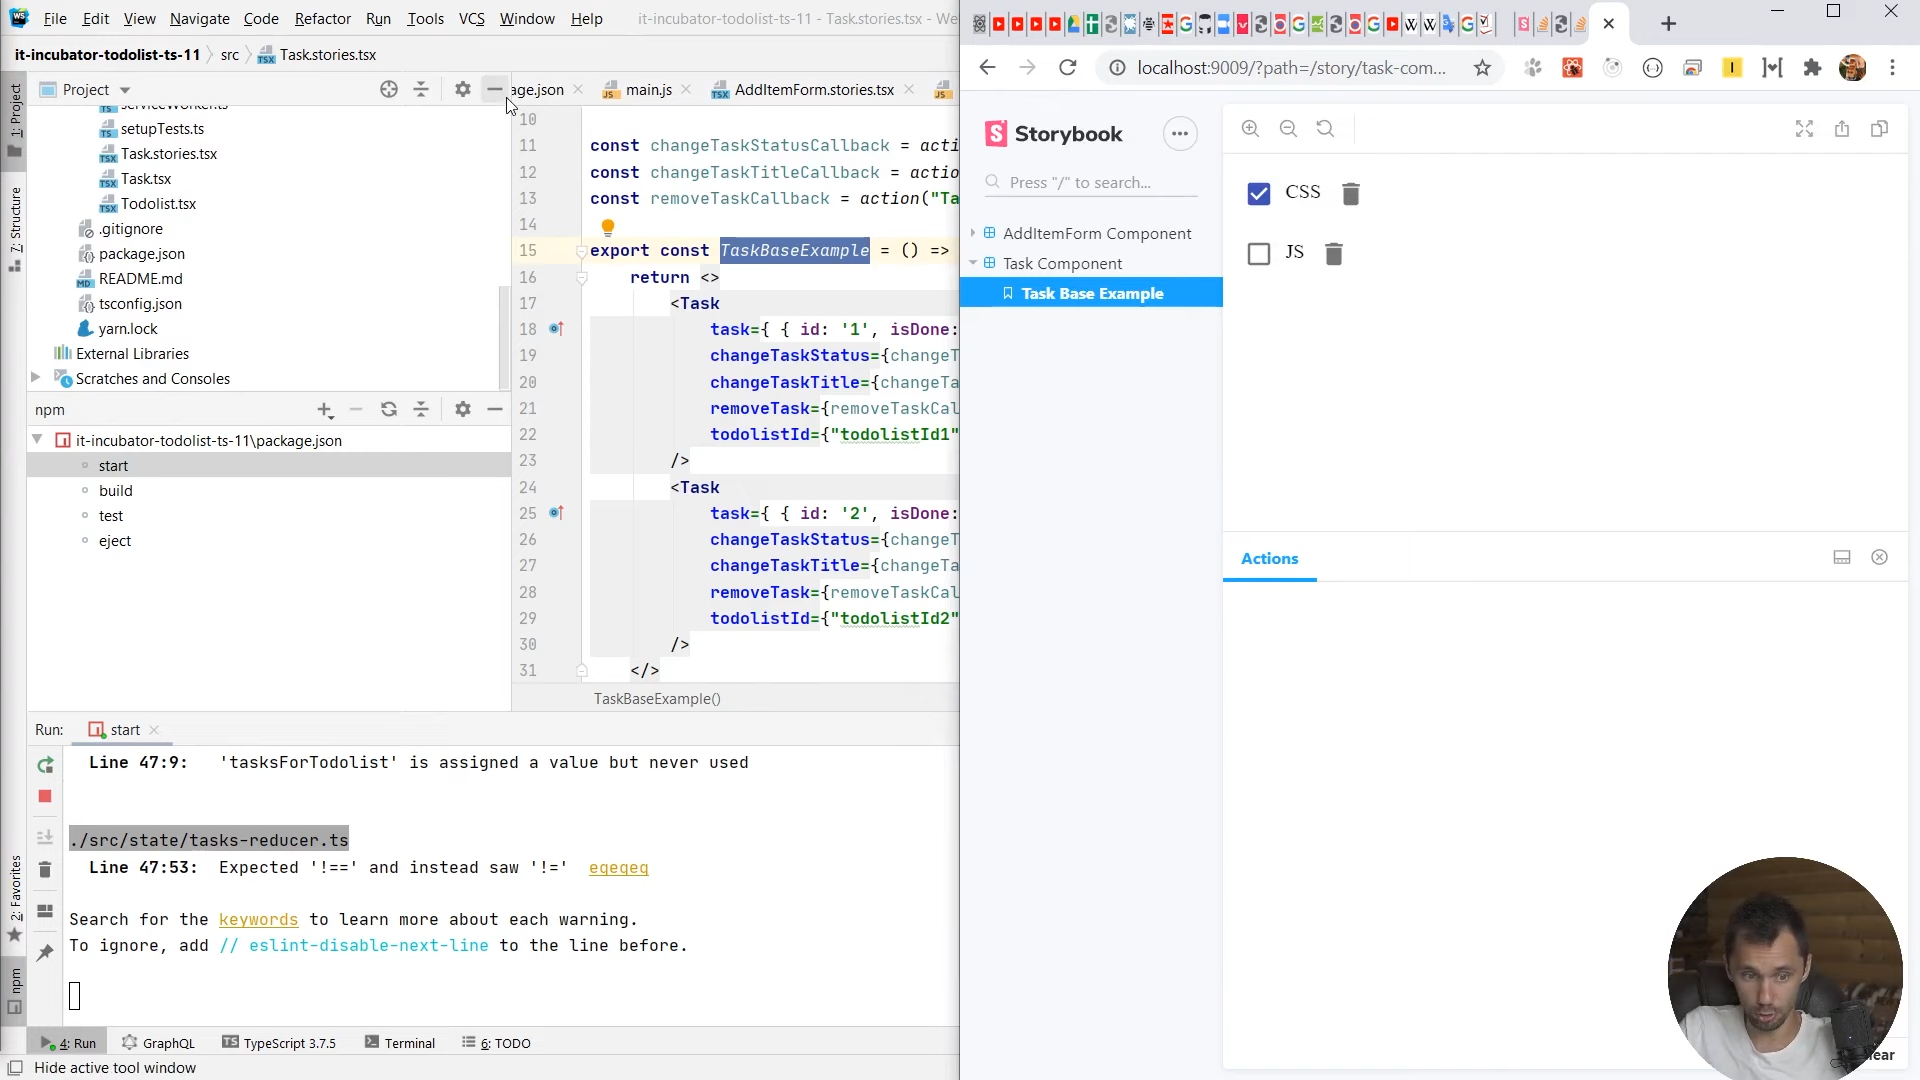 File Edit View Navigate Code Refactor Run Tools VCS Window Help it-incubator-todolist-ts-11 - Task.stories.tsx - We
it-incubator-todolist-ts-11 src Task.stories.tsx
Project
age.json main.js AddItemForm.stories.tsx
1: Project
7: Structure
2: Favorites
npm
serviceWorker.ts
setupTests.ts
Task.stories.tsx
Task.tsx
Todolist.tsx
.gitignore
package.json
README.md
tsconfig.json
yarn.lock
External Libraries
Scratches and Consoles
npm
it-incubator-todolist-ts-11\package.json
start
build
test
eject
10
11 const changeTaskStatusCallback = acti
12 const changeTaskTitleCallback = actio
13 const removeTaskCallback = action("Ta
14
15 export const TaskBaseExample = () =>
16 return <>
17 <Task
18 task={ { id: '1', isDone:
19 changeTaskStatus={changeT
20 changeTaskTitle={changeTa
21 removeTask={removeTaskCal
22 todolistId={"todolistId1"
23 />
24 <Task
25 task={ { id: '2', isDone:
26 changeTaskStatus={changeT
27 changeTaskTitle={changeTa
28 removeTask={removeTaskCal
29 todolistId={"todolistId2"
30 />
31 </>
TaskBaseExample()
Run: start
Line 47:9: 'tasksForTodolist' is assigned a value but never used
./src/state/tasks-reducer.ts
Line 47:53: Expected '!==' and instead saw '!=' eqeqeq
Search for the keywords to learn more about each warning.
To ignore, add // eslint-disable-next-line to the line before.
4: Run GraphQL TypeScript 3.7.5 Terminal 6: TODO
Hide active tool window
localhost:9009/?path=/story/task-com...
Storybook
Press "/" to search...
AddItemForm Component
Task Component
Task Base Example
CSS
JS
Actions
ear